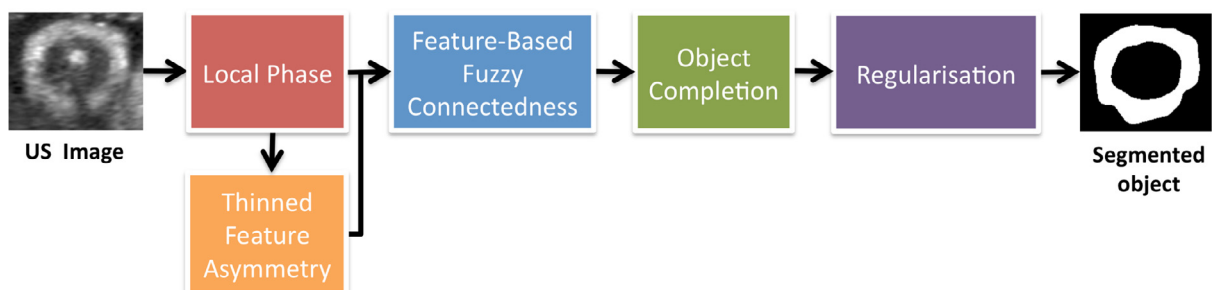 US Image
Local Phase
Thinned
Feature
Asymmetry
Feature-Based
Fuzzy
Connectedness
Object
Completion
Regularisation
Segmented
object